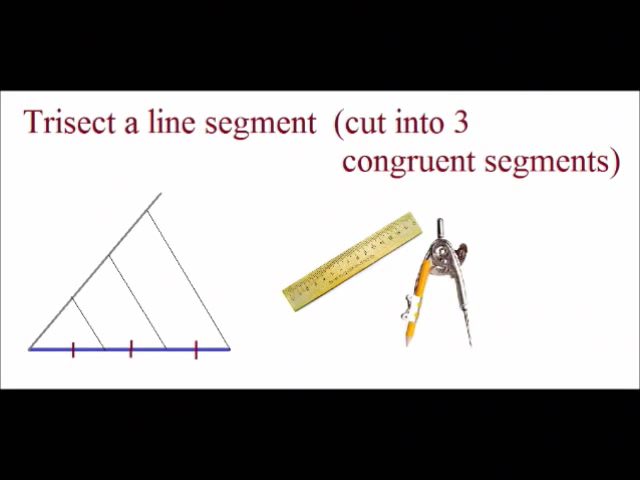 Trisect a line segment (cut into 3
congruent segments)